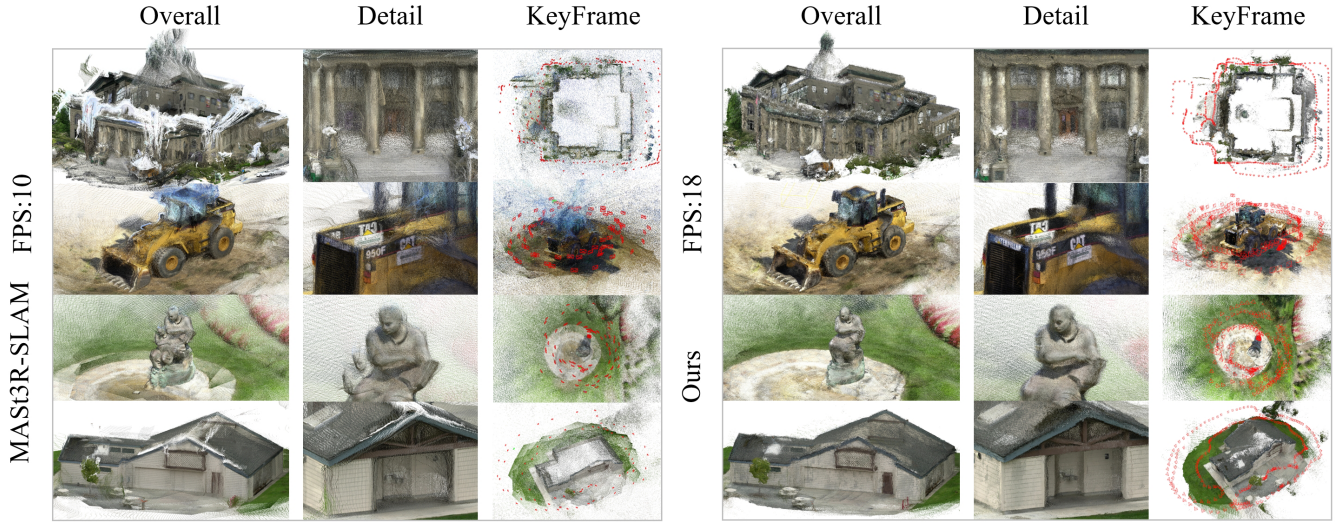 Overall Detail KeyFrame Overall Detail KeyFrame
FPS:10
FPS:18
MASt3R-SLAM
Ours
CAT
950F
CAT
950F